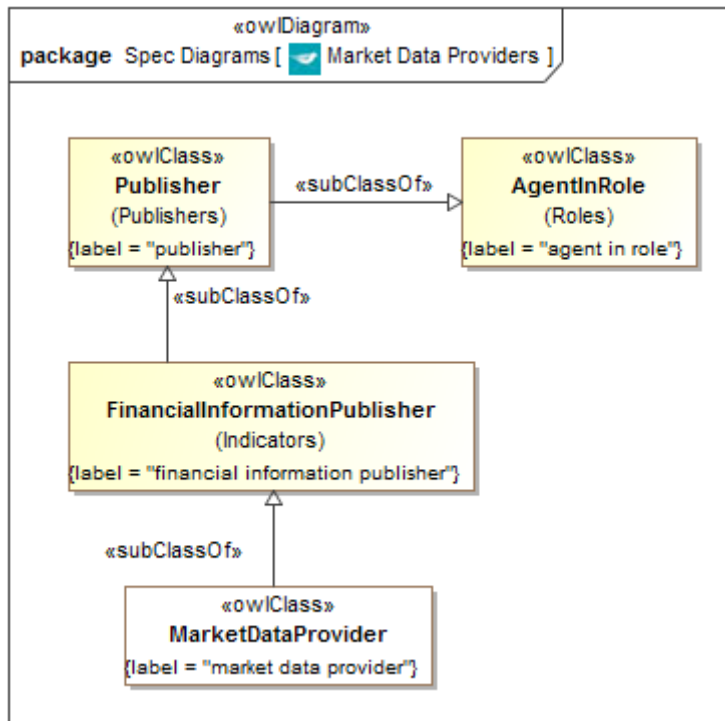 «owlDiagram»
package Spec Diagrams [ Market Data Providers ]
«owlClass»
Publisher
(Publishers)
{label = "publisher"}
«subClassOf»
«owlClass»
AgentInRole
(Roles)
{label = "agent in role"}
«subClassOf»
«owlClass»
FinancialInformationPublisher
(Indicators)
{label = "financial information publisher"}
«subClassOf»
«owlClass»
MarketDataProvider
{label = "market data provider"}